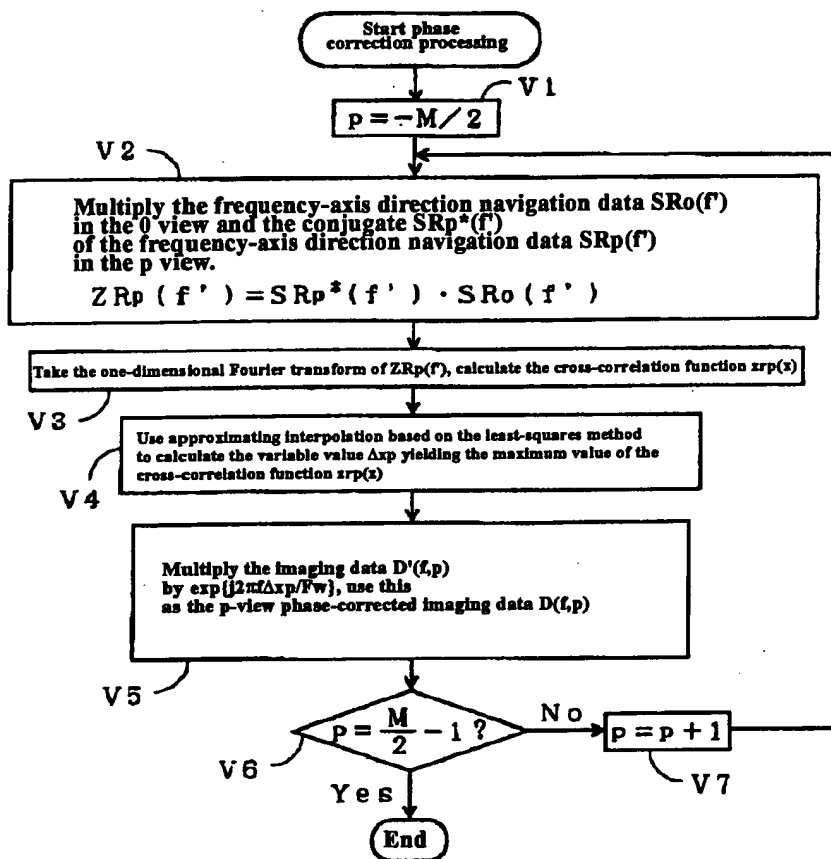 Start phase
correction processing
V1
p=-M/2
V2
Multiply the frequency-axis direction navigation data SRo(f')
in the 0 view and the conjugate SRp*(f')
of the frequency-axis direction navigation data SRp(f')
in the p view.
ZRp(f')=SRp*(f')·SRo(f')
Take the one-dimensional Fourier transform of ZRp(f'), calculate the cross-correlation function zrp(x)
V3
Use approximating interpolation based on the least-squares method
to calculate the variable value Δxp yielding the maximum value of the
cross-correlation function zrp(x)
V4
Multiply the imaging data D'(f,p)
by exp{j2πfΔxp/Fw}, use this
as the p-view phase-corrected imaging data D(f,p)
V5
p=M/2-1?
No
p=p+1
V6
V7
Yes
End